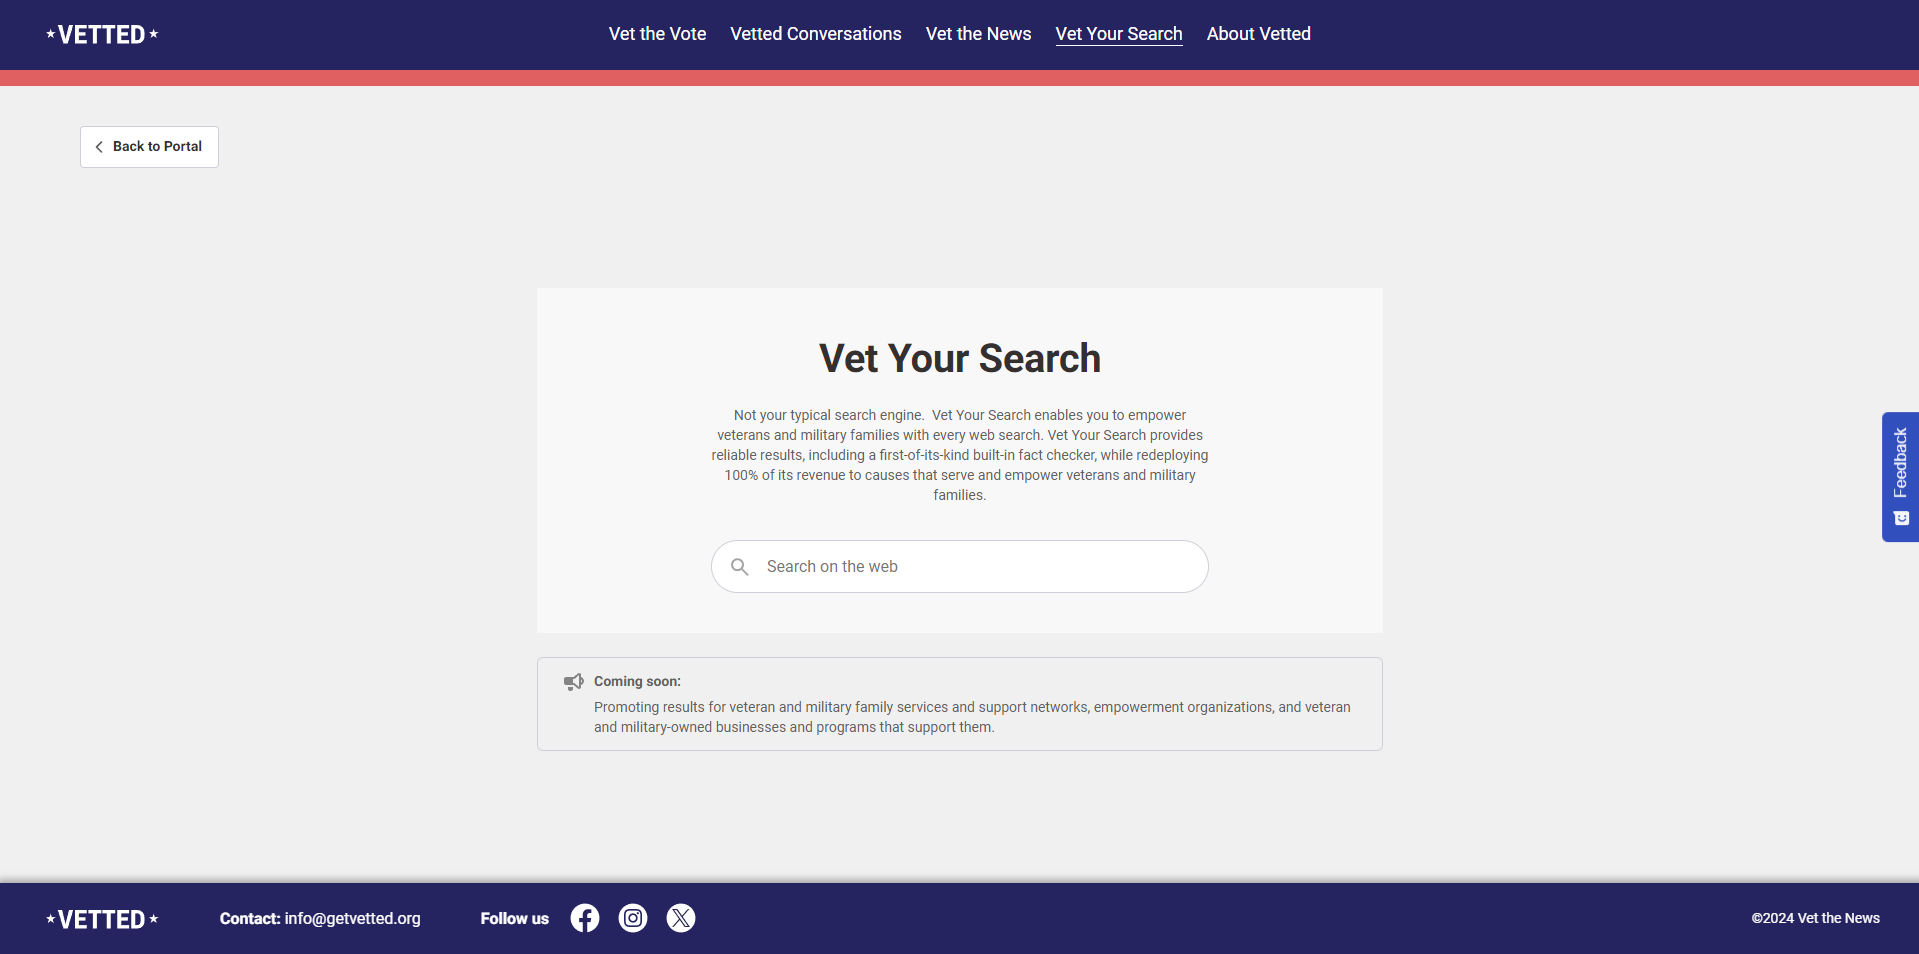 VETTED
Vet the Vote
Vetted Conversations
Vet the News
Vet Your Search
About Vetted
Back to Portal
Vet Your Search
Not your typical search engine.  Vet Your Search enables you to empower
veterans and military families with every web search. Vet Your Search provides
reliable results, including a first-of-its-kind built-in fact checker, while redeploying
100% of its revenue to causes that serve and empower veterans and military
families.
Search on the web
Feedback
Coming soon:
Promoting results for veteran and military family services and support networks, empowerment organizations, and veteran
and military-owned businesses and programs that support them.
VETTED
Contact: info@getvetted.org
Follow us
©2024 Vet the News